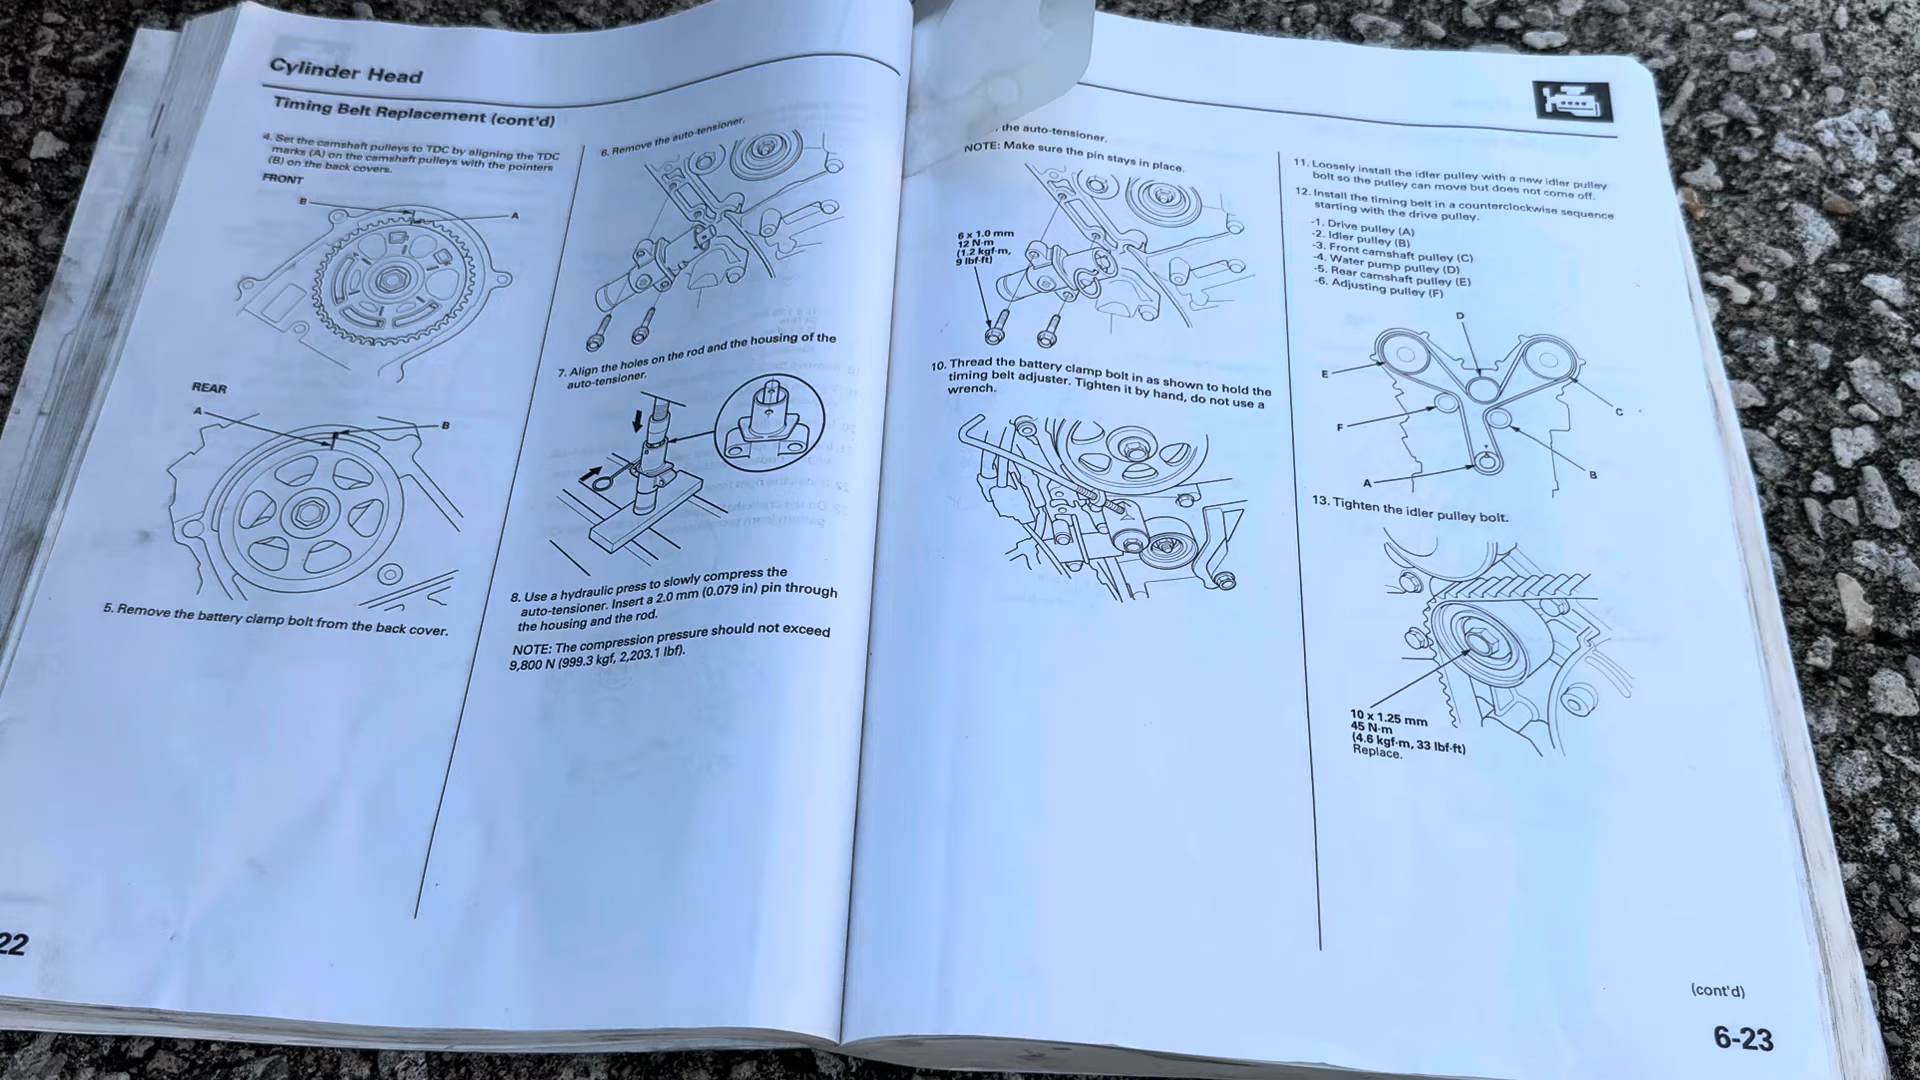 Cylinder Head
Timing Belt Replacement (cont'd)
4. Set the camshaft pulleys to TDC by aligning the TDC
marks (A) on the camshaft pulleys with the pointers
(B) on the back covers.
FRONT
B
A
REAR
A
B
5. Remove the battery clamp bolt from the back cover.
6. Remove the auto-tensioner.
7. Align the holes on the rod and the housing of the
auto-tensioner.
8. Use a hydraulic press to slowly compress the
auto-tensioner. Insert a 2.0 mm (0.079 in) pin through
the housing and the rod.
NOTE: The compression pressure should not exceed
9,800 N (999.3 kgf, 2,203.1 lbf).
22
the auto-tensioner.
NOTE: Make sure the pin stays in place.
6 x 1.0 mm
12 N·m
(1.2 kgf·m,
9 lbf·ft)
10. Thread the battery clamp bolt in as shown to hold the
timing belt adjuster. Tighten it by hand, do not use a
wrench.
11. Loosely install the idler pulley with a new idler pulley
bolt so the pulley can move but does not come off.
12. Install the timing belt in a counterclockwise sequence
starting with the drive pulley.
-1. Drive pulley (A)
-2. Idler pulley (B)
-3. Front camshaft pulley (C)
-4. Water pump pulley (D)
-5. Rear camshaft pulley (E)
-6. Adjusting pulley (F)
D
E
C
F
B
A
13. Tighten the idler pulley bolt.
10 x 1.25 mm
45 N·m
(4.6 kgf·m, 33 lbf·ft)
Replace.
(cont'd)
6-23